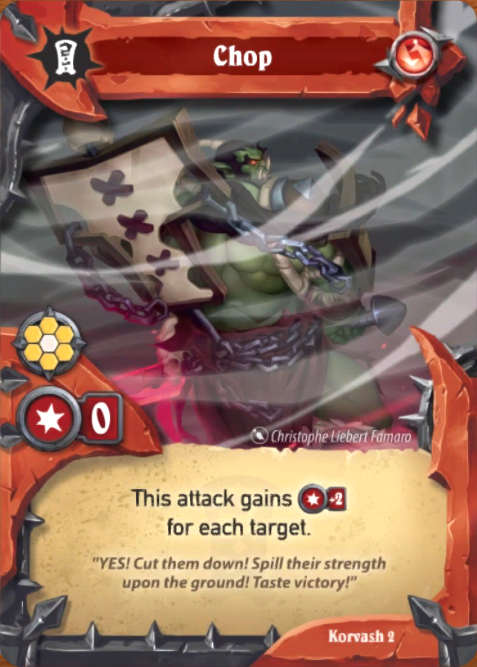 Chop
0
Christophe Liebert Famaro
This attack gains +2
for each target.
"YES! Cut them down! Spill their strength
upon the ground! Taste victory!"
Korvash 2